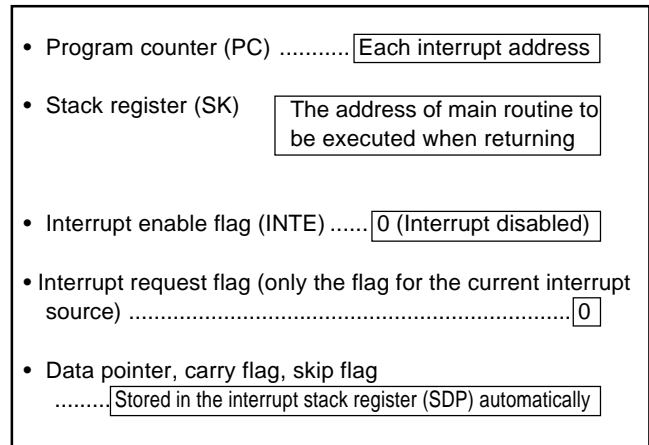 • Program counter (PC) ........... Each interrupt address
• Stack register (SK) The address of main routine to
be executed when returning
• Interrupt enable flag (INTE) ...... 0 (Interrupt disabled)
• Interrupt request flag (only the flag for the current interrupt
source) ...................................................................... 0
• Data pointer, carry flag, skip flag
......... Stored in the interrupt stack register (SDP) automatically